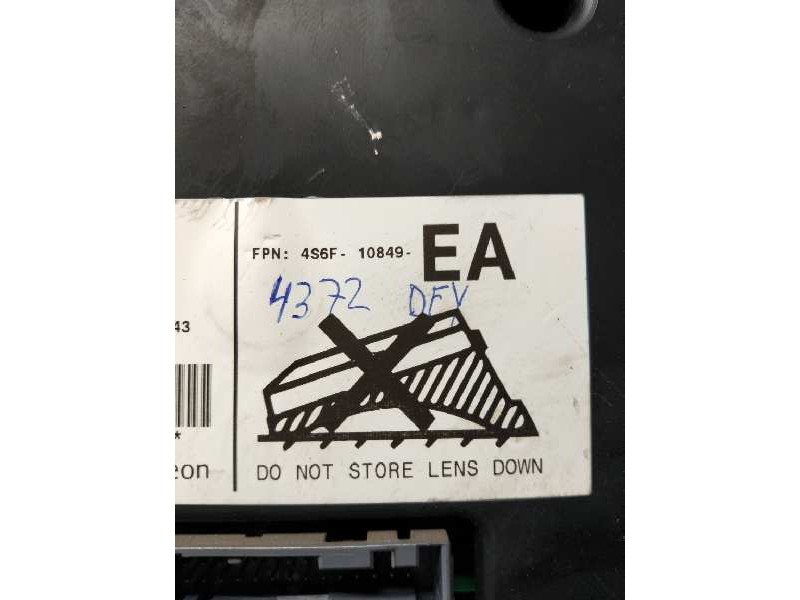 FPN: 4S6F- 10849- EA
4372 DFY
43
*
eon
DO NOT STORE LENS DOWN